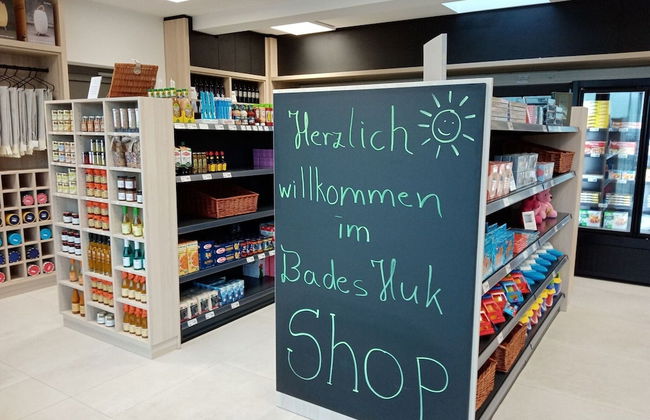 Herzlich
willkommen
im
Bades Huk
Shop